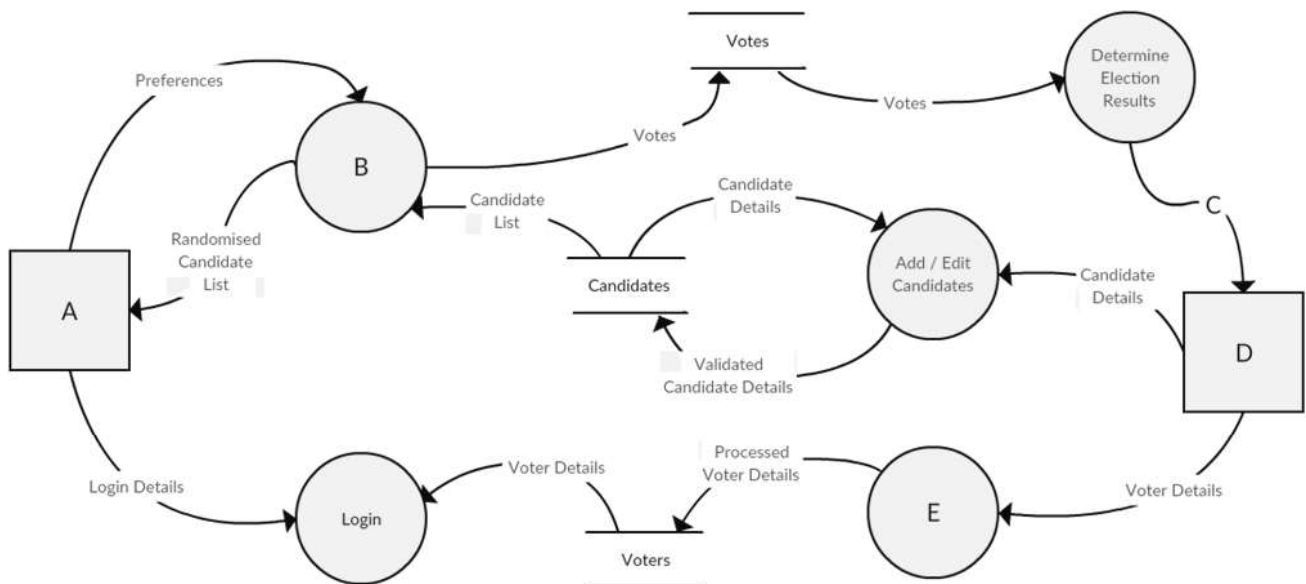 Votes
Determine
Election
Results
Preferences
Votes
Votes
B
Candidate
List
Candidate
Details
C
Randomised
Candidate
List
Add / Edit
Candidates
Candidate
Details
A
Candidates
D
Validated
Candidate Details
Processed
Voter Details
Login Details
Voter Details
Voter Details
Login
E
Voters